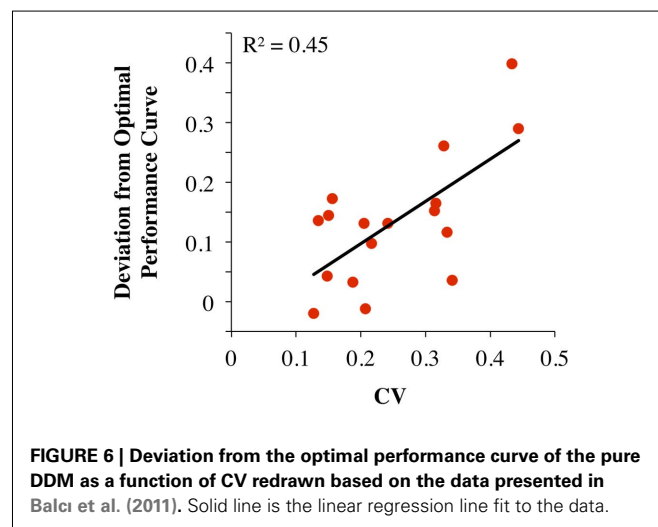 R² = 0.45
0.4
0.3
0.2
0.1
0
Deviation from Optimal
Performance Curve
0 0.1 0.2 0.3 0.4 0.5
CV
FIGURE 6 | Deviation from the optimal performance curve of the pure
DDM as a function of CV redrawn based on the data presented in
Balcı et al. (2011). Solid line is the linear regression line fit to the data.